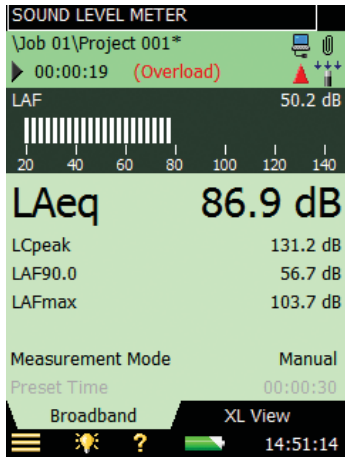 SOUND LEVEL METER
\Job 01\Project 001*
00:00:19 (Overload)
LAF 50.2 dB
20 40 60 80 100 120 140
LAeq 86.9 dB
LCpeak 131.2 dB
LAF90.0 56.7 dB
LAFmax 103.7 dB
Measurement Mode Manual
Preset Time 00:00:30
Broadband XL View
? 14:51:14